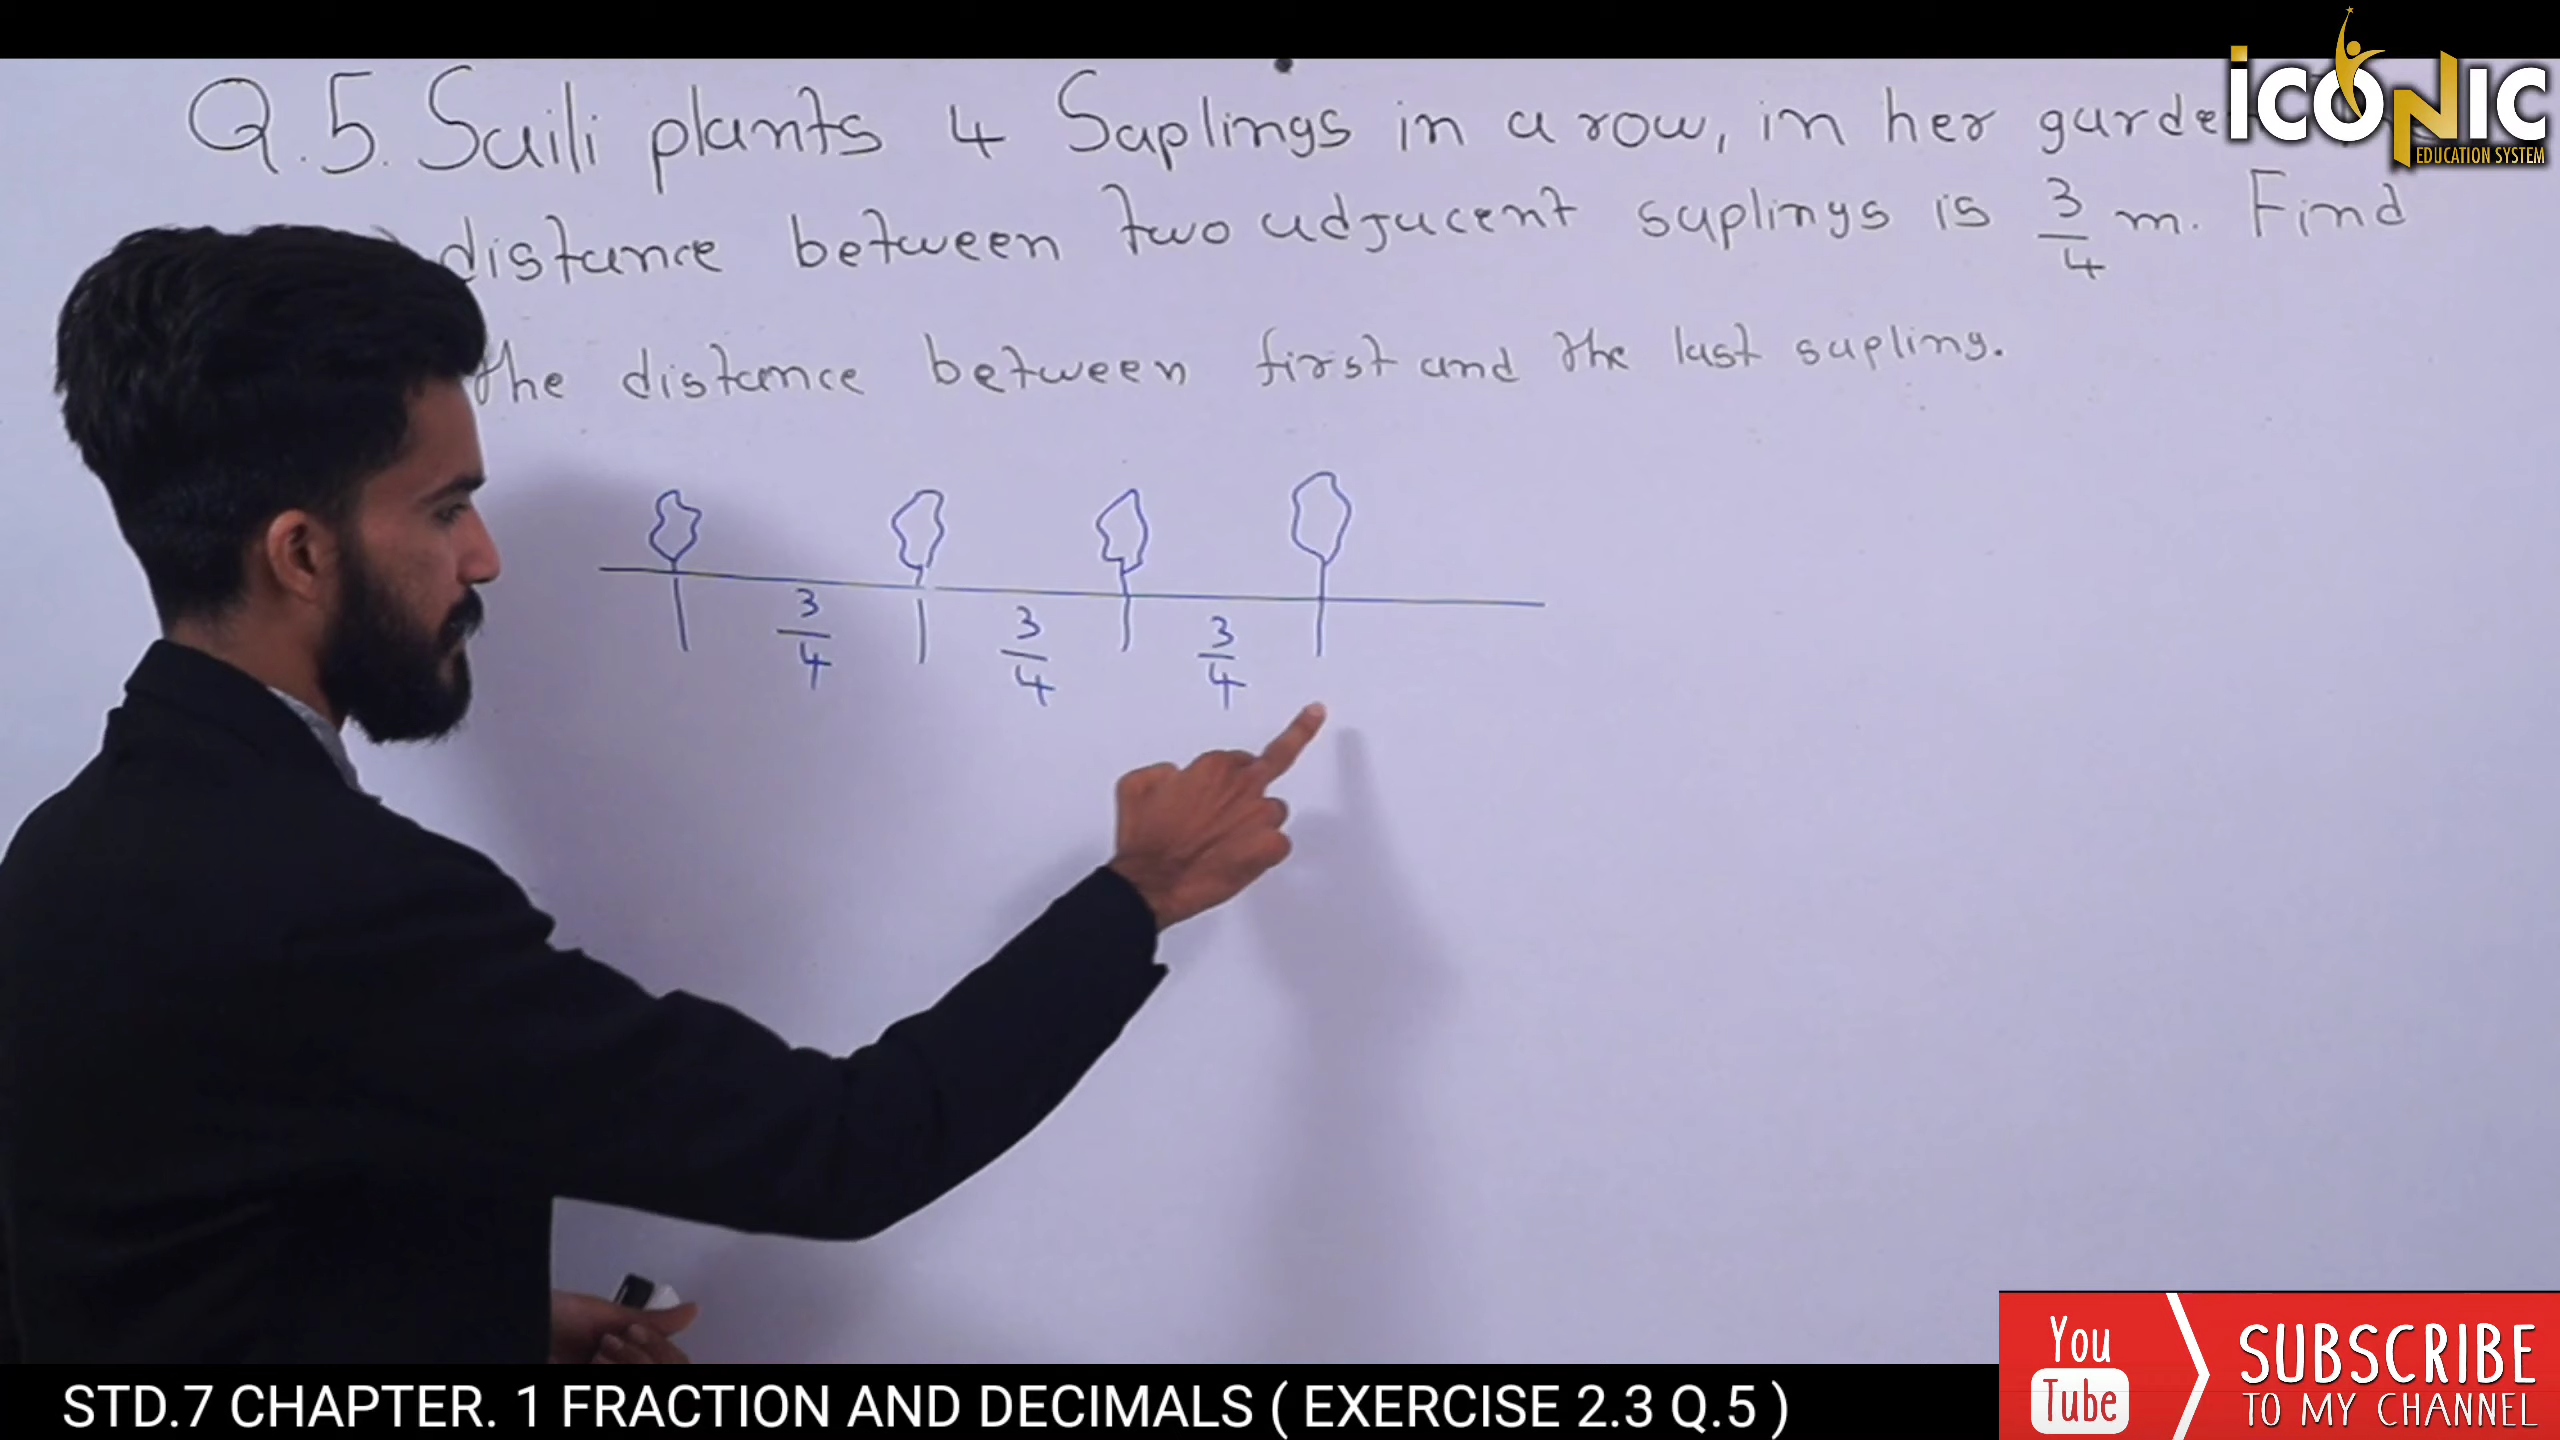 Q.5. Saili plants 4 Saplings in a row, in her garde
distance between two adjacent saplings is 3/4 m. Find
the distance between first and the last sapling.
3/4 3/4 3/4
iCONIC
EDUCATION SYSTEM
You Tube
SUBSCRIBE
TO MY CHANNEL
STD.7 CHAPTER. 1 FRACTION AND DECIMALS ( EXERCISE 2.3 Q.5 )